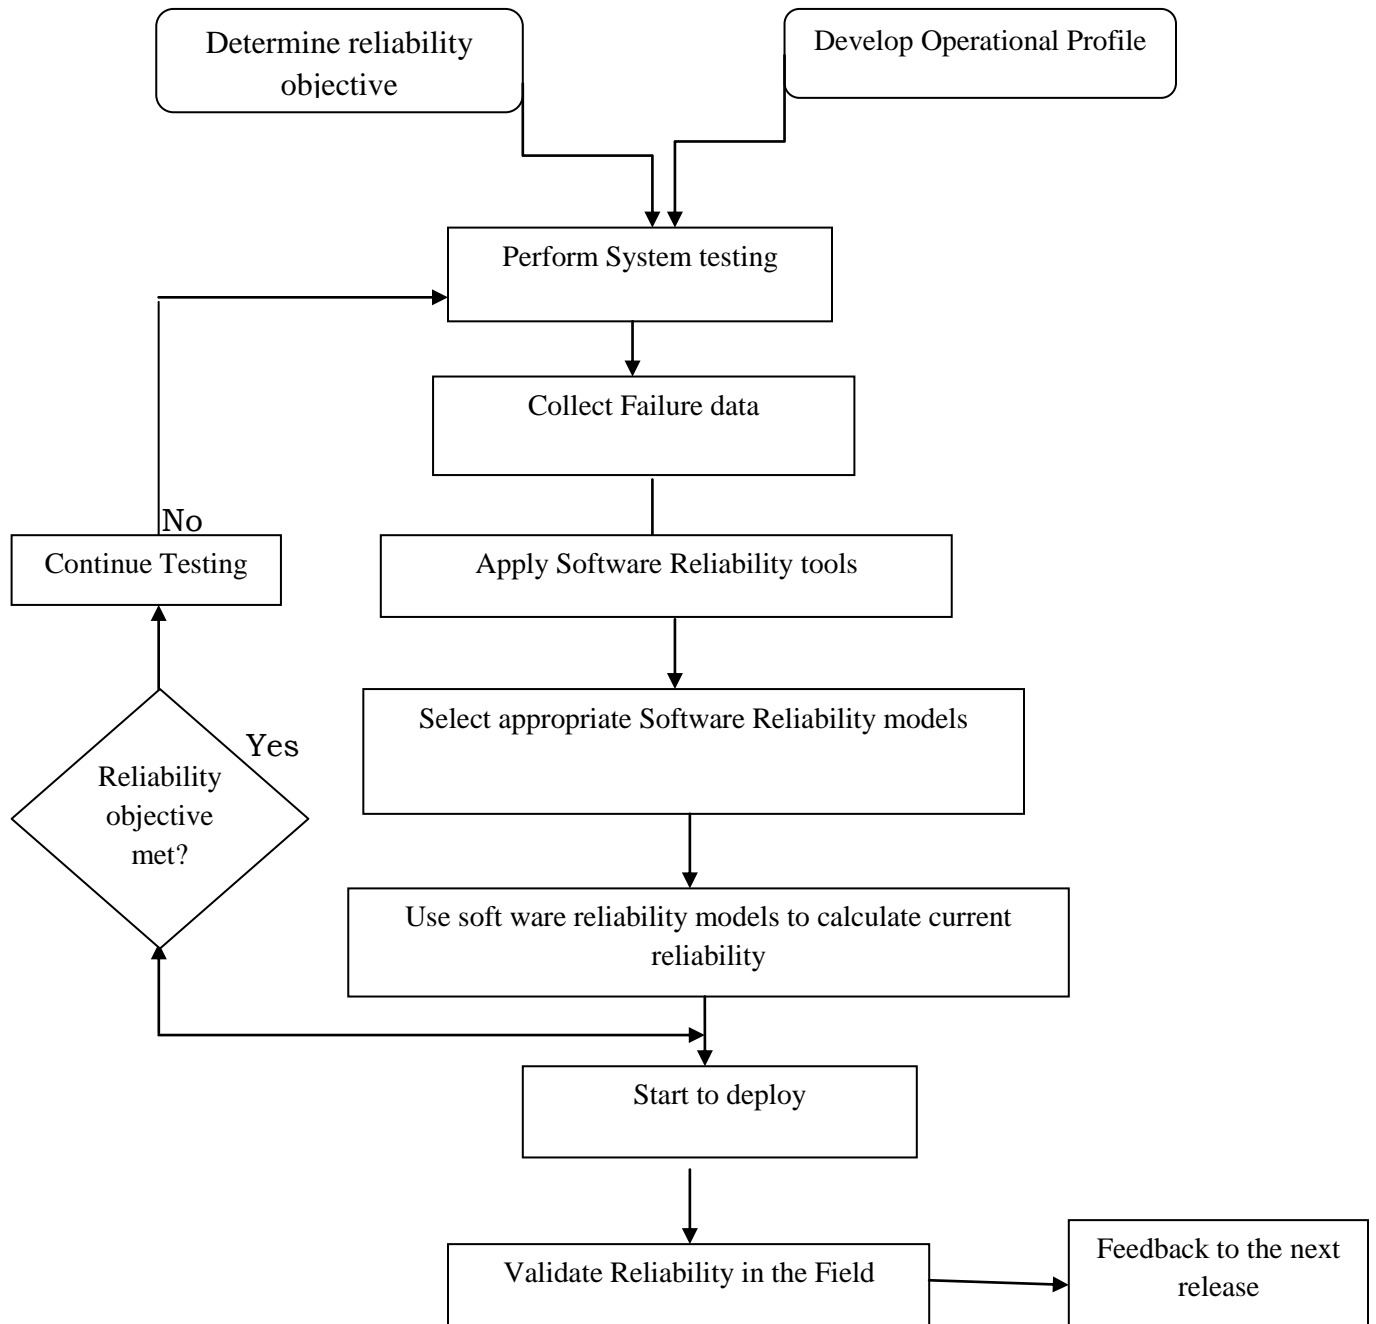 Determine reliability
objective
Develop Operational Profile
Perform System testing
Collect Failure data
No
Continue Testing
Apply Software Reliability tools
Select appropriate Software Reliability models
Yes
Reliability
objective
met?
Use soft ware reliability models to calculate current
reliability
Start to deploy
Validate Reliability in the Field
Feedback to the next
release